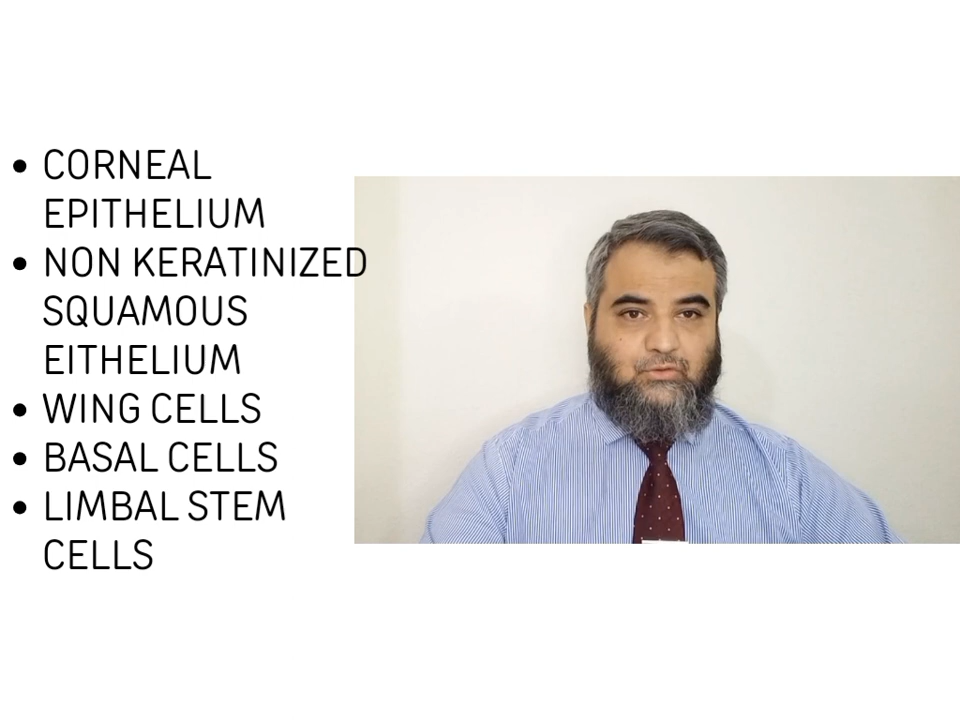 • CORNEAL
EPITHELIUM
• NON KERATINIZED
SQUAMOUS
EITHELIUM
• WING CELLS
• BASAL CELLS
• LIMBAL STEM
CELLS